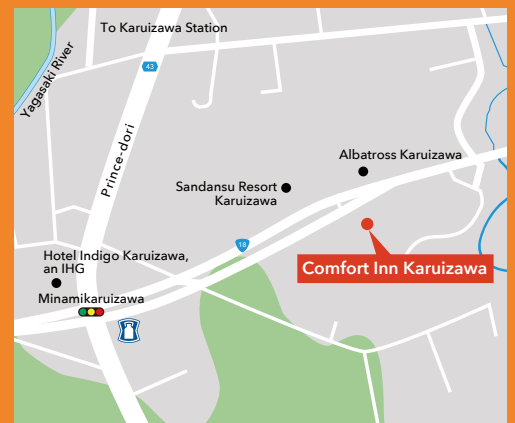 To Karuizawa Station
43
Yagasaki River
Prince-dori
Albatross Karuizawa
Sandansu Resort
Karuizawa
18
Hotel Indigo Karuizawa,
an IHG
Minamikaruizawa
Comfort Inn Karuizawa